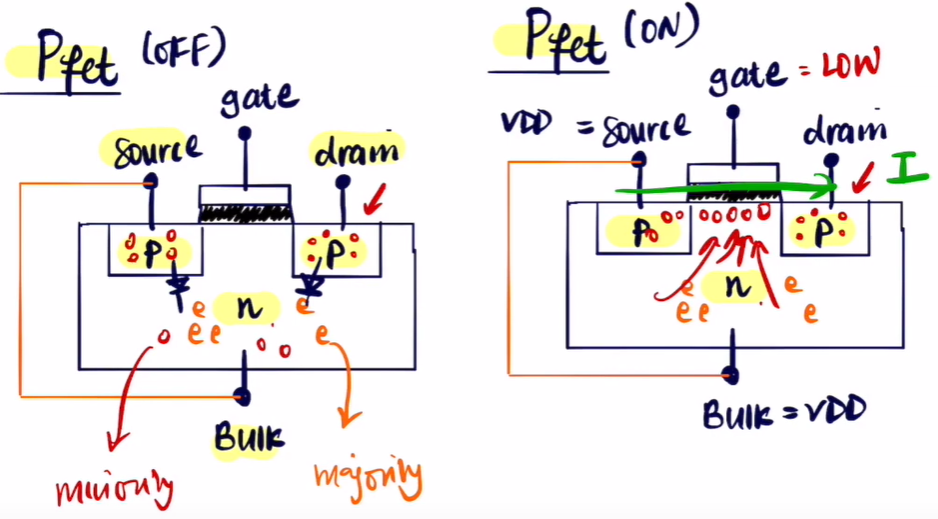 Pfet (OFF)
gate
source
drain
P
P
e
n
e
e e
e
Bulk
minority
majority
Pfet (ON)
gate = LOW
VDD = source
drain
I
P
P
e
n
e
e e
e
Bulk = VDD